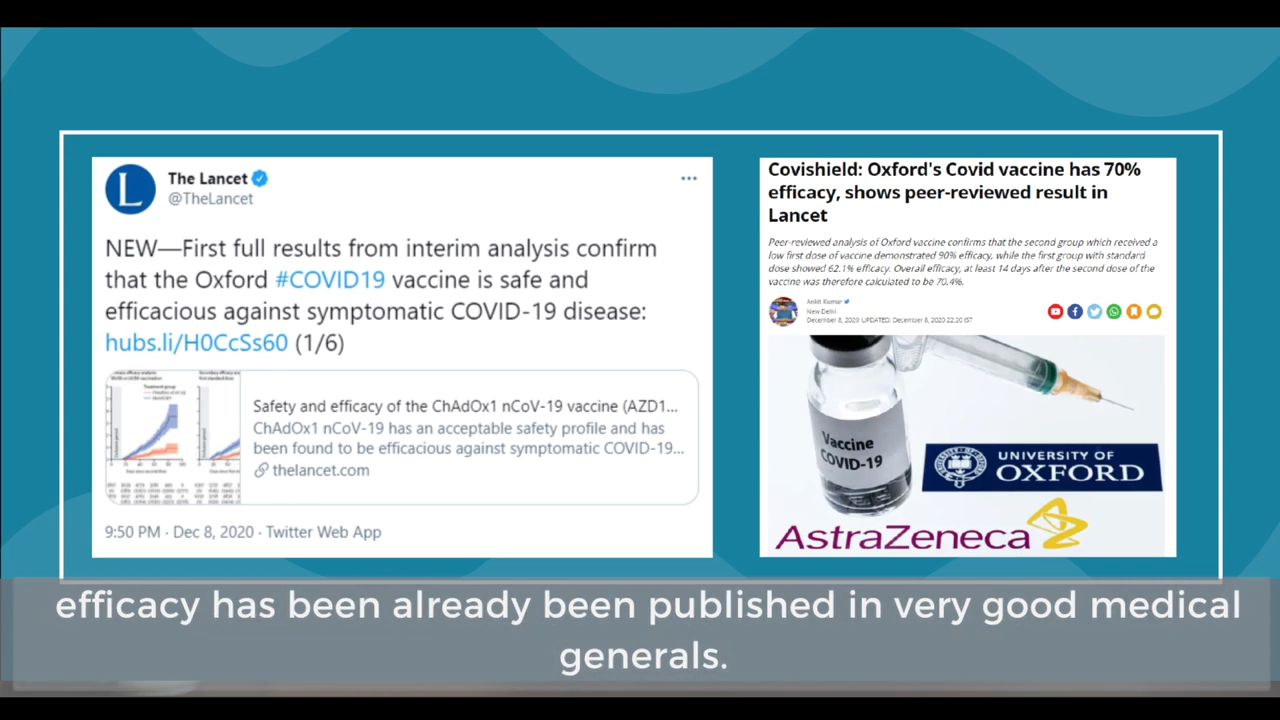 The Lancet
@TheLancet
NEW—First full results from interim analysis confirm
that the Oxford #COVID19 vaccine is safe and
efficacious against symptomatic COVID-19 disease:
hubs.li/H0CcSs60 (1/6)
Safety and efficacy of the ChAdOx1 nCoV-19 vaccine (AZD1...
ChAdOx1 nCoV-19 has an acceptable safety profile and has
been found to be efficacious against symptomatic COVID-19...
thelancet.com
9:50 PM · Dec 8, 2020 · Twitter Web App
Covishield: Oxford's Covid vaccine has 70%
efficacy, shows peer-reviewed result in
Lancet
Peer-reviewed analysis of Oxford vaccine confirms that the second group which received a
low first dose of vaccine demonstrated 90% efficacy, while the first group with standard
dose showed 62.1% efficacy. Overall efficacy, at least 14 days after the second dose of the
vaccine was therefore calculated to be 70.4%.
Ankit Kumar
New Delhi
December 8, 2020 UPDATED: December 8, 2020 22:20 IST
Vaccine
COVID-19
UNIVERSITY OF
OXFORD
AstraZeneca
efficacy has been already been published in very good medical
generals.